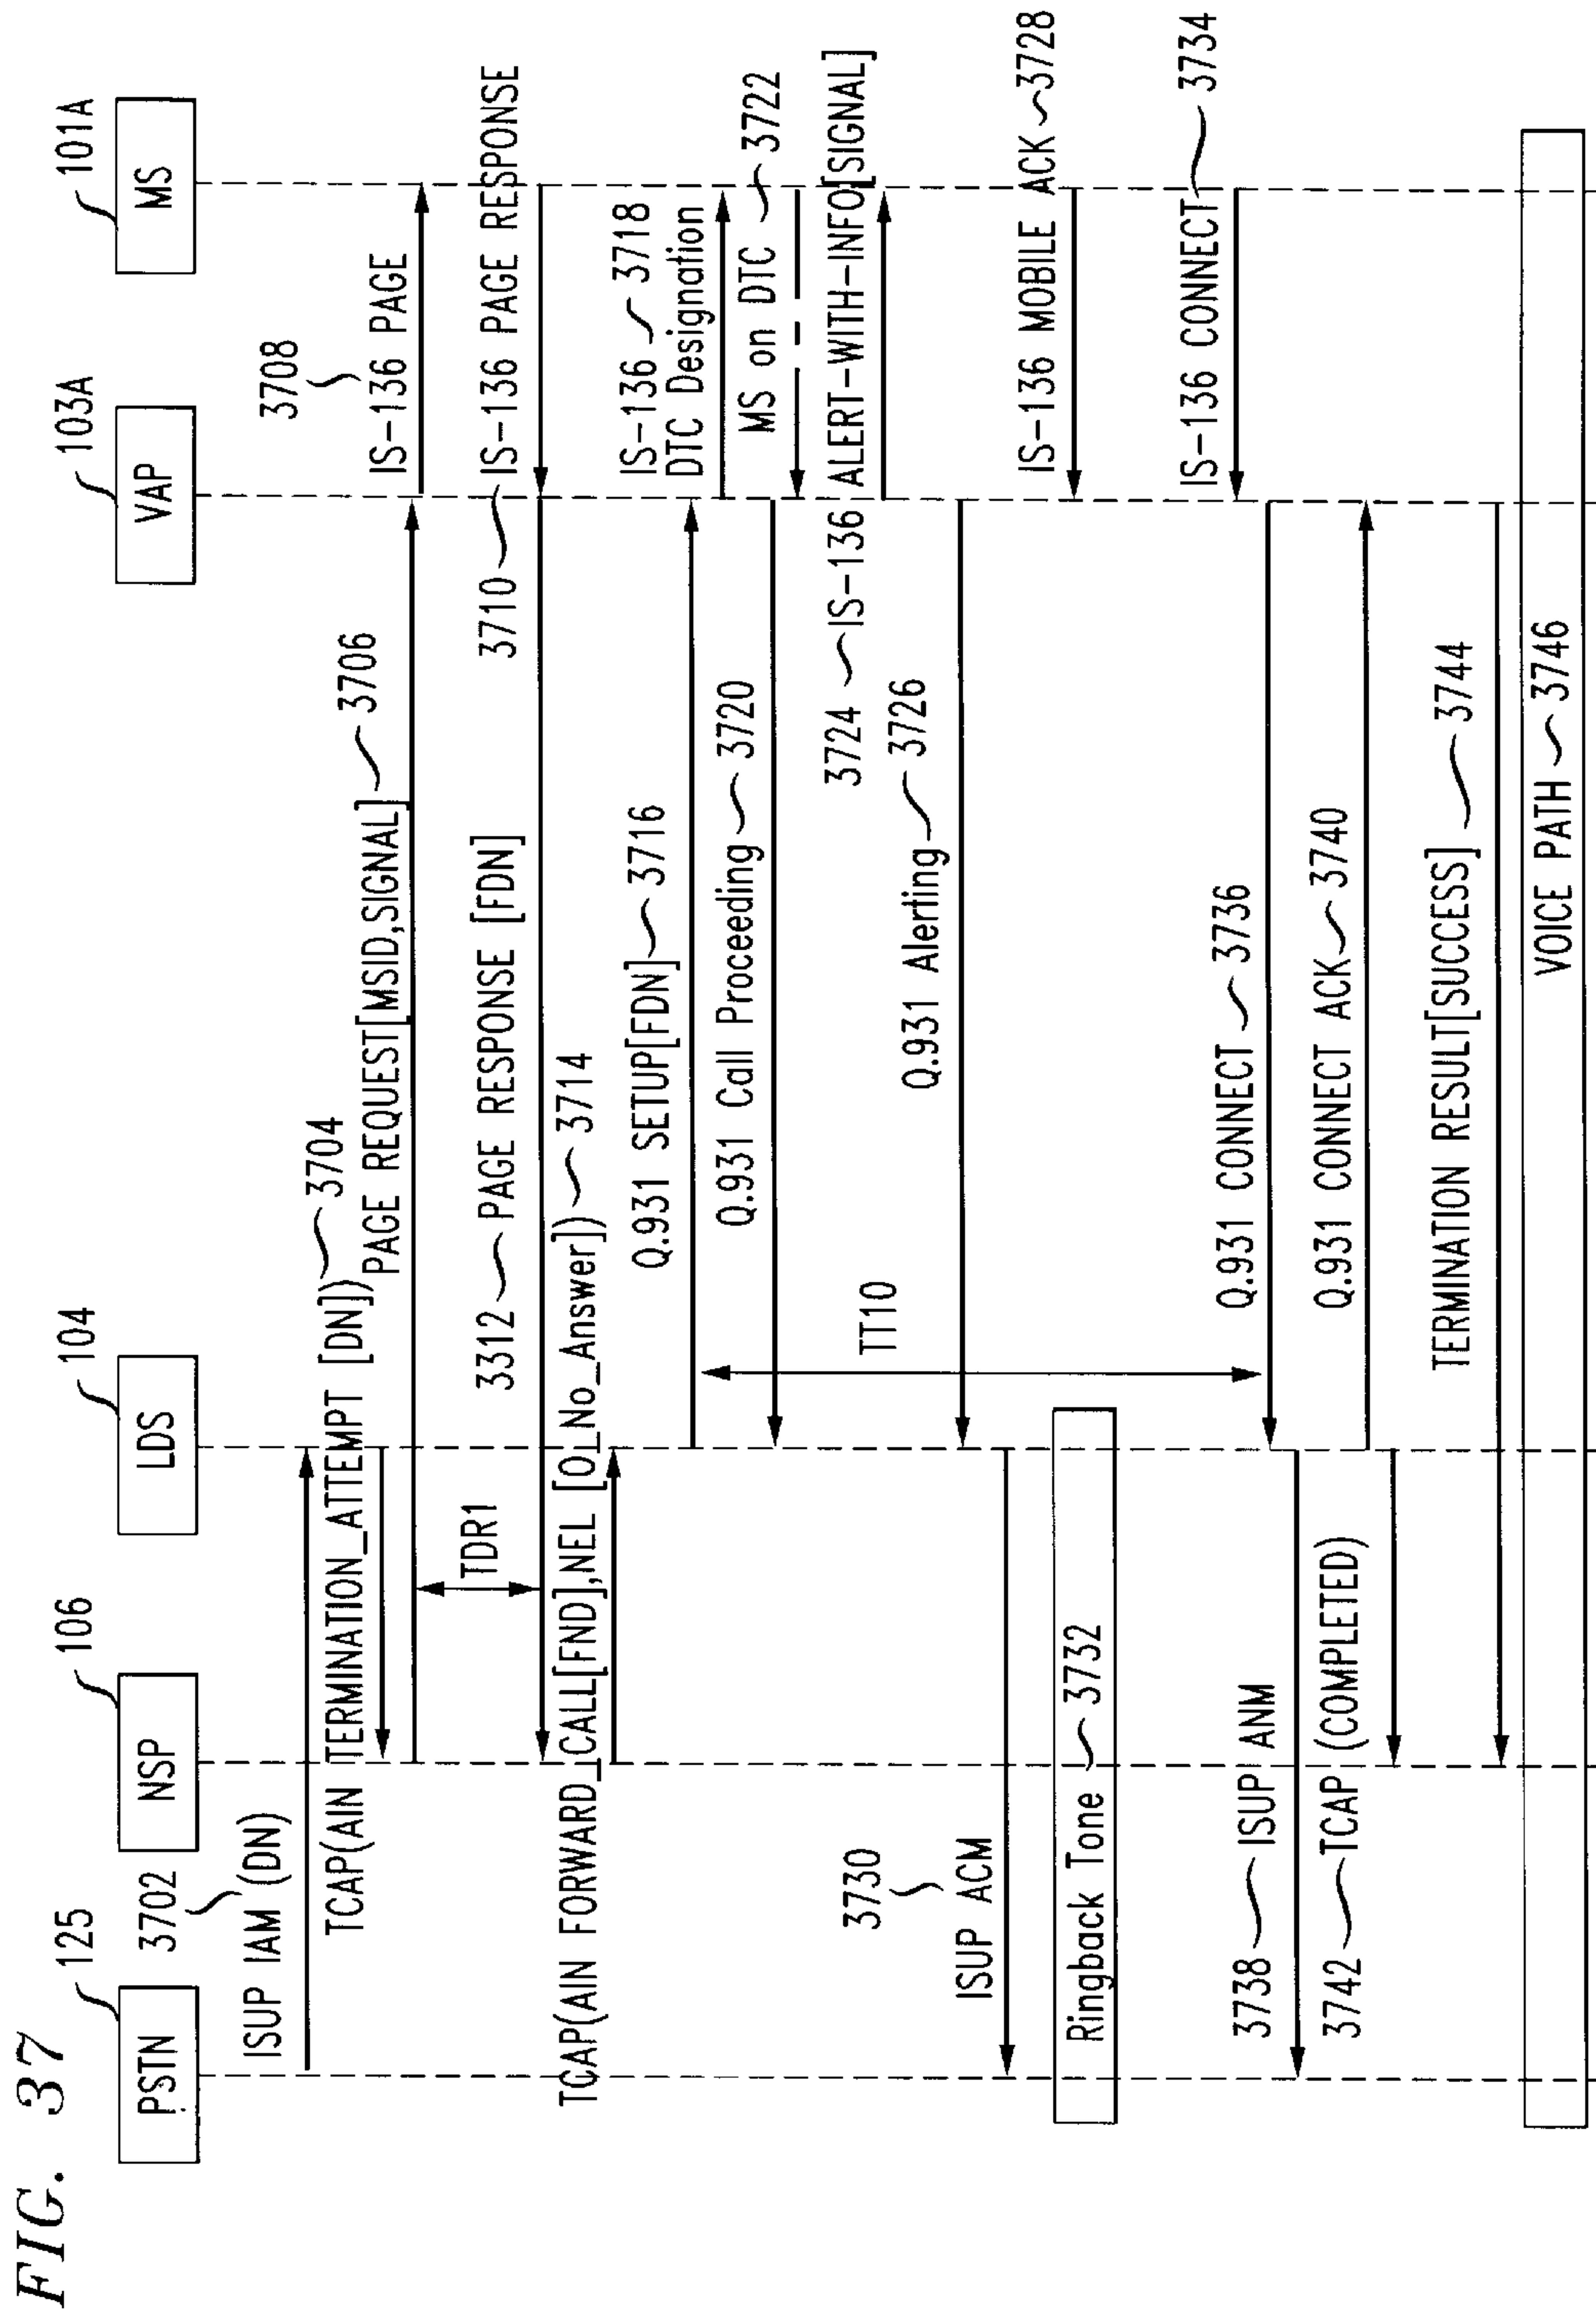 FIG. 37
PSTN
125
NSP
106
LDS
104
VAP
103A
MS
101A
3702
ISUP IAM (DN)
TCAP(AIN TERMINATION_ATTEMPT [DN])
3704
PAGE REQUEST[MSID,SIGNAL]
3706
3708
IS-136 PAGE
TDR1
3312
PAGE RESPONSE [FDN]
3710
IS-136 PAGE RESPONSE
TCAP(AIN FORWARD_CALL[FND],NEL [O_No_Answer])
3714
Q.931 SETUP[FDN]
3716
IS-136
3718
DTC Designation
Q.931 Call Proceeding
3720
MS on DTC
3722
3724
IS-136 ALERT-WITH-INFO[SIGNAL]
TT10
Q.931 Alerting
3726
3730
ISUP ACM
IS-136 MOBILE ACK
3728
Ringback Tone
3732
IS-136 CONNECT
3734
Q.931 CONNECT
3736
3738
ISUP ANM
Q.931 CONNECT ACK
3740
3742
TCAP (COMPLETED)
TERMINATION RESULT[SUCCESS]
3744
VOICE PATH
3746